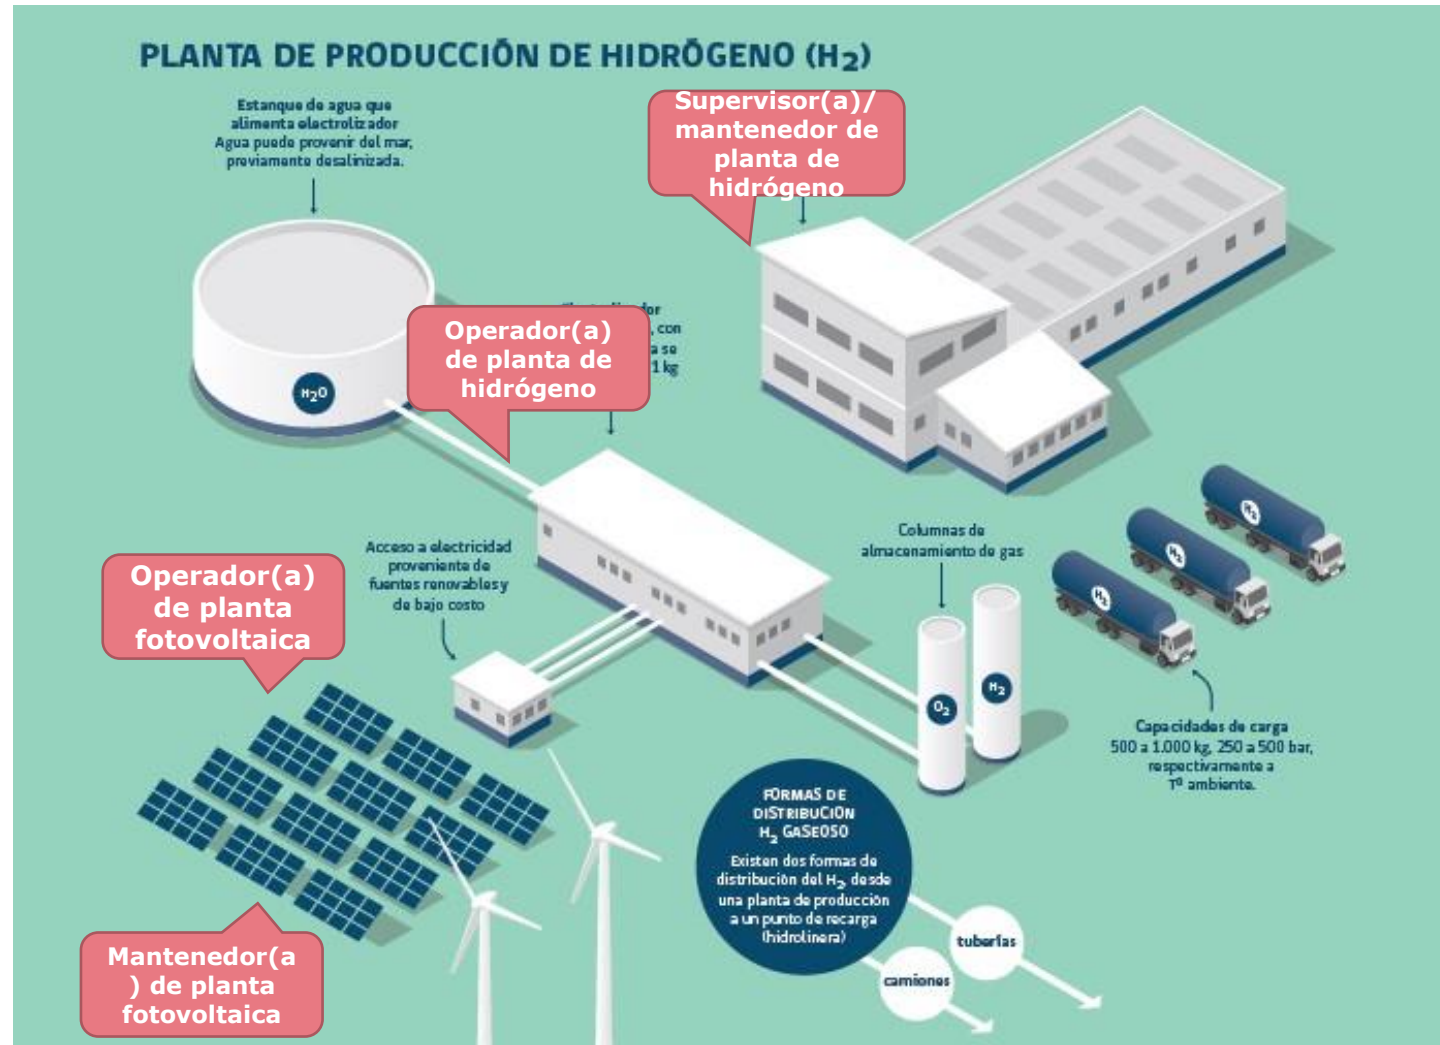 PLANTA DE PRODUCCIÓN DE HIDRÓGENO (H₂)
Estanque de agua que
alimenta electrolizador
Agua puede provenir del mar,
previamente desalinizada.
Supervisor(a)/
mantenedor de
planta de
hidrógeno
H₂O
Operador(a)
de planta de
hidrógeno
, con
a se
1 kg
Acceso a electricidad
proveniente de
fuentes renovables y
de bajo costo
Operador(a)
de planta
fotovoltaica
Columnas de
almacenamiento de gas
H₂
H₂
H₂
O₂
H₂
Capacidades de carga
500 a 1.000 kg, 250 a 500 bar,
respectivamente a
Tº ambiente.
FORMAS DE
DISTRIBUCIÓN
H₂ GASEOSO
Existen dos formas de
distribución del H₂ desde
una planta de producción
a un punto de recarga
(hidrolinera)
tuberías
camiones
Mantenedor(a
) de planta
fotovoltaica